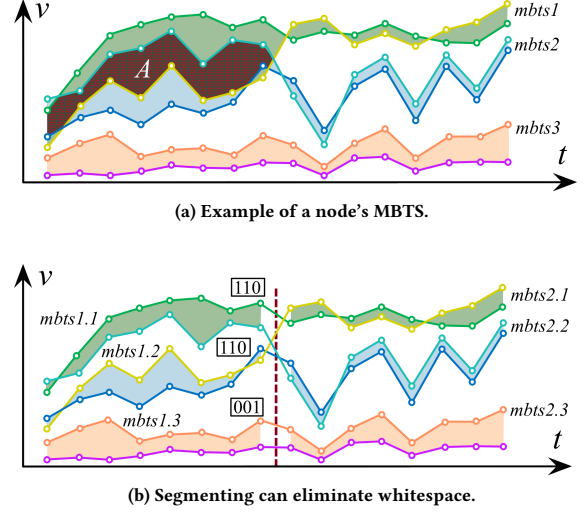 v
mbts1
mbts2
A
mbts3
t
(a) Example of a node's MBTS.
v
110
mbts2.1
mbts1.1
mbts2.2
110
mbts1.2
001
mbts1.3
mbts2.3
t
(b) Segmenting can eliminate whitespace.